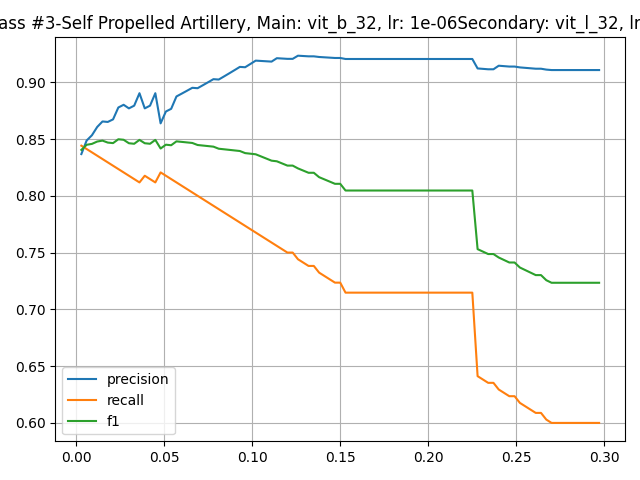 ass #3-Self Propelled Artillery, Main: vit_b_32, lr: 1e-06Secondary: vit_l_32, lr
0.90
0.85
0.80
0.75
0.70
0.65
0.60
precision
recall
f1
0.00 0.05 0.10 0.15 0.20 0.25 0.30